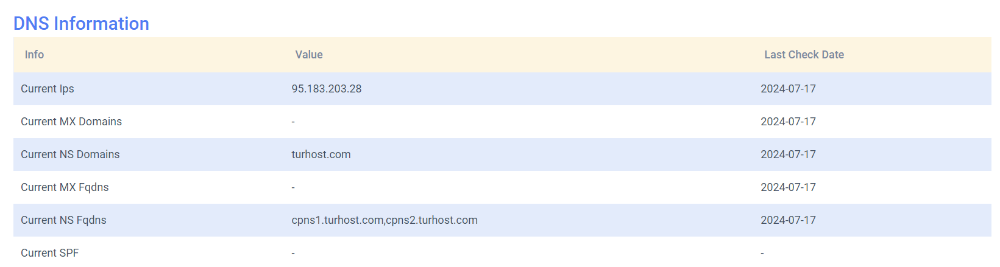 DNS Information
Info Value Last Check Date
Current Ips 95.183.203.28 2024-07-17
Current MX Domains - 2024-07-17
Current NS Domains turhost.com 2024-07-17
Current MX Fqdns - 2024-07-17
Current NS Fqdns cpns1.turhost.com,cpns2.turhost.com 2024-07-17
Current SPF - -